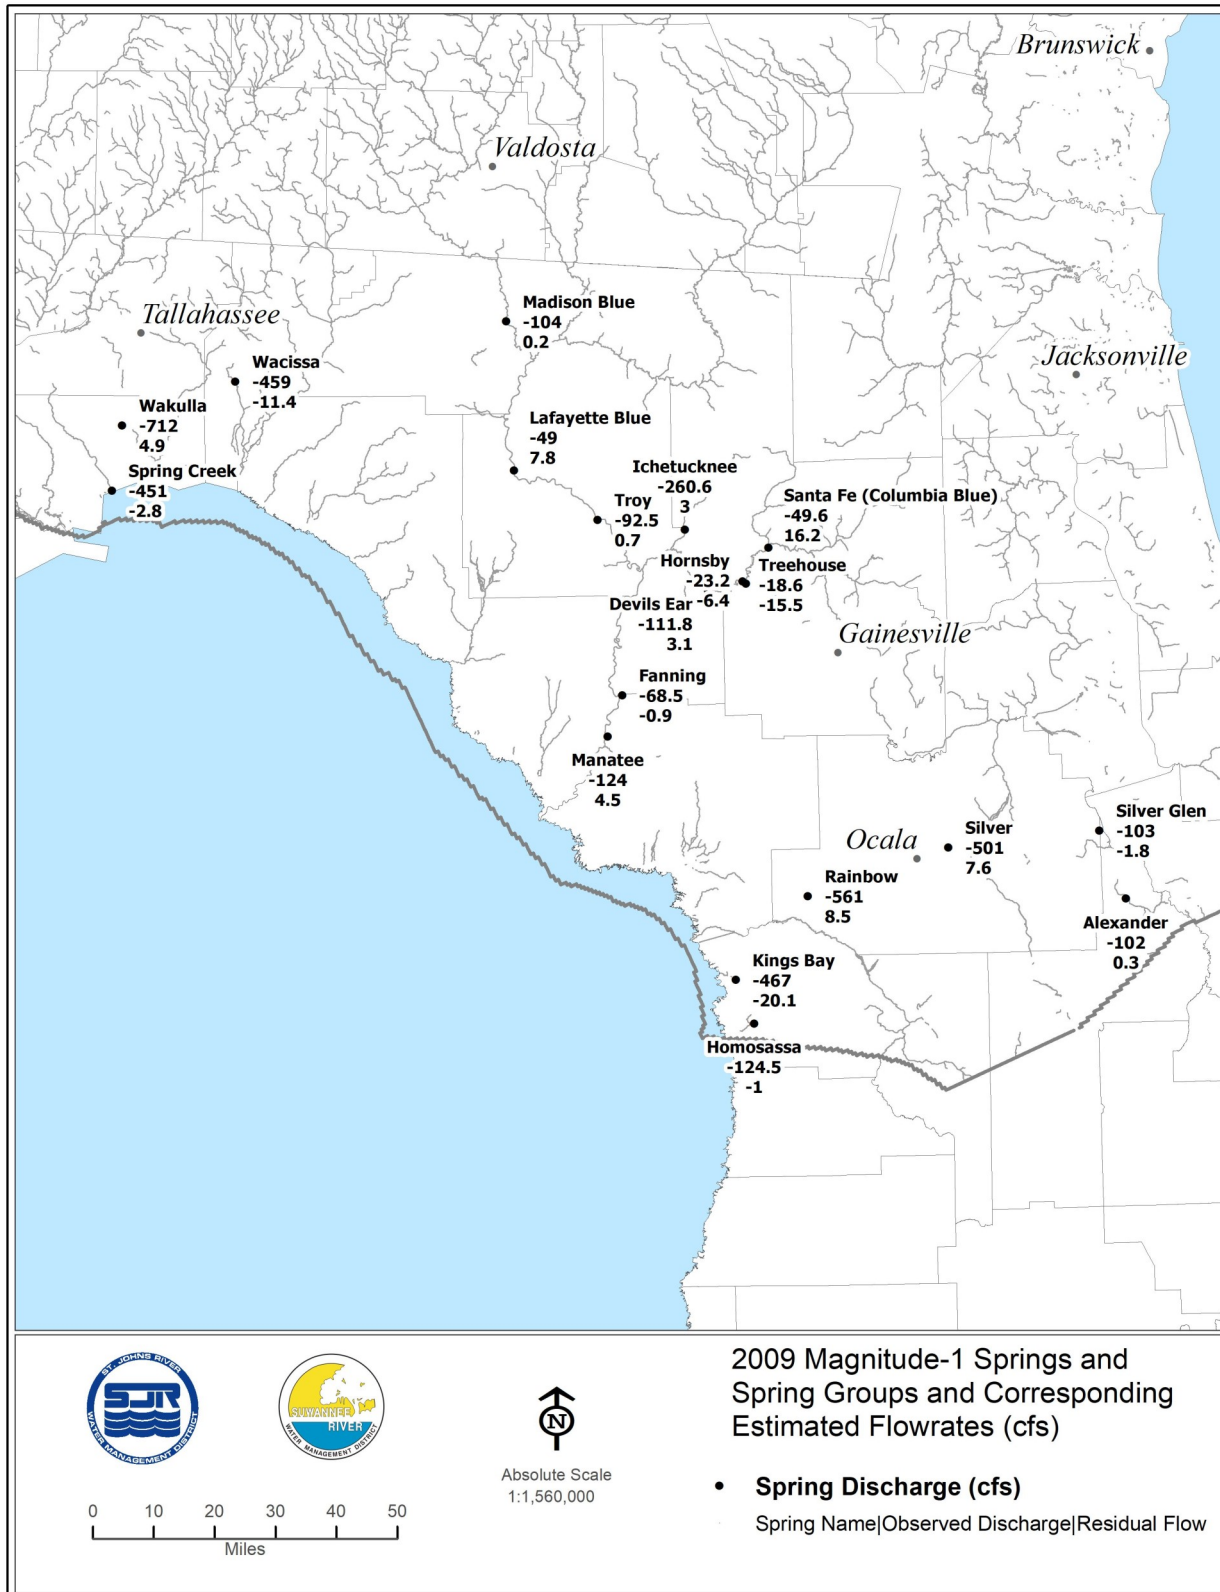 Brunswick
Valdosta
Tallahassee
Jacksonville
Madison Blue
-104
0.2
Wacissa
-459
-11.4
Wakulla
-712
4.9
Spring Creek
-451
-2.8
Lafayette Blue
-49
7.8
Ichetucknee
-260.6
3
Troy
-92.5
0.7
Santa Fe (Columbia Blue)
-49.6
16.2
Hornsby
-23.2
-6.4
Treehouse
-18.6
-15.5
Devils Ear
-111.8
3.1
Gainesville
Fanning
-68.5
-0.9
Manatee
-124
4.5
Ocala
Silver
-501
7.6
Silver Glen
-103
-1.8
Rainbow
-561
8.5
Alexander
-102
0.3
Kings Bay
-467
-20.1
Homosassa
-124.5
-1
ST. JOHNS RIVER
SJR
WATER MANAGEMENT DISTRICT
SUWANNEE
RIVER
WATER MANAGEMENT DISTRICT
N
Absolute Scale
1:1,560,000
0 10 20 30 40 50
Miles
2009 Magnitude-1 Springs and
Spring Groups and Corresponding
Estimated Flowrates (cfs)
Spring Discharge (cfs)
Spring Name|Observed Discharge|Residual Flow